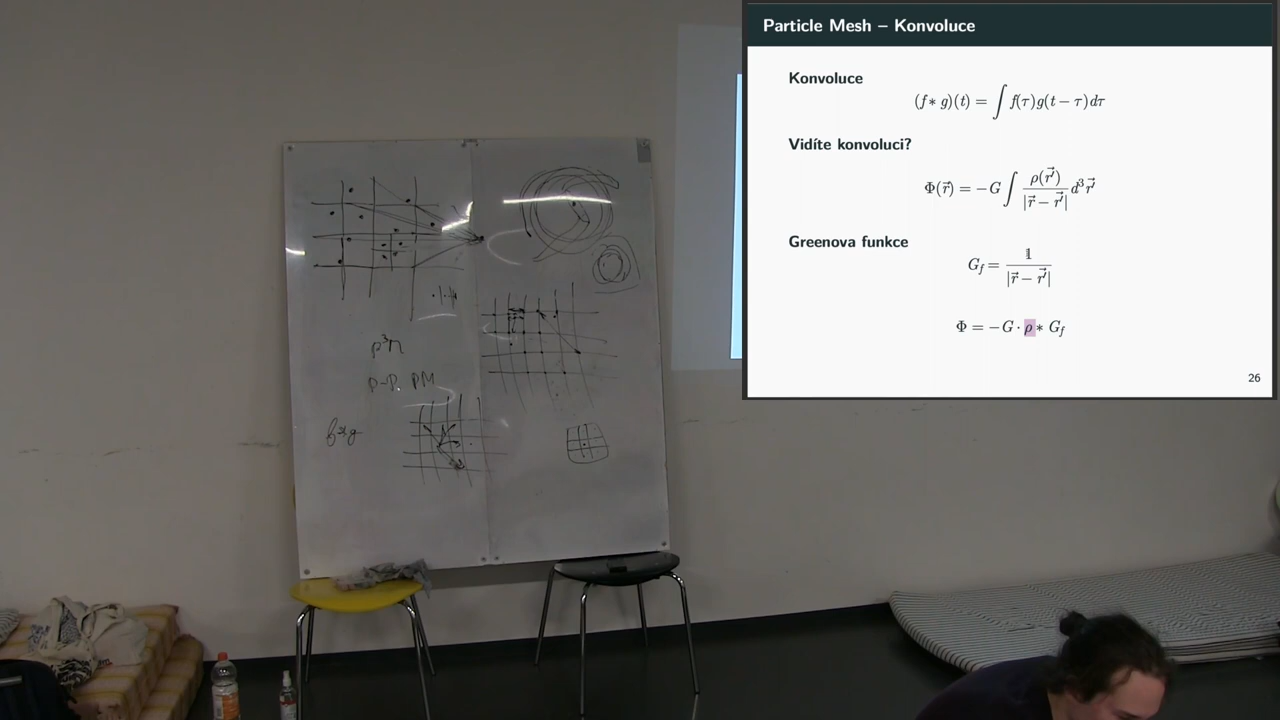 Particle Mesh – Konvoluce
Konvoluce
(f ∗ g)(t) = ∫ f(τ)g(t − τ)dτ
Vidíte konvoluci?
Φ(r⃗) = −G ∫ ρ(r⃗′) / |r⃗ − r⃗′| d³r⃗′
Greenova funkce
G_f = 1 / |r⃗ − r⃗′|
Φ = −G · ρ ∗ G_f
26
p³m
P-P, PM
f*g